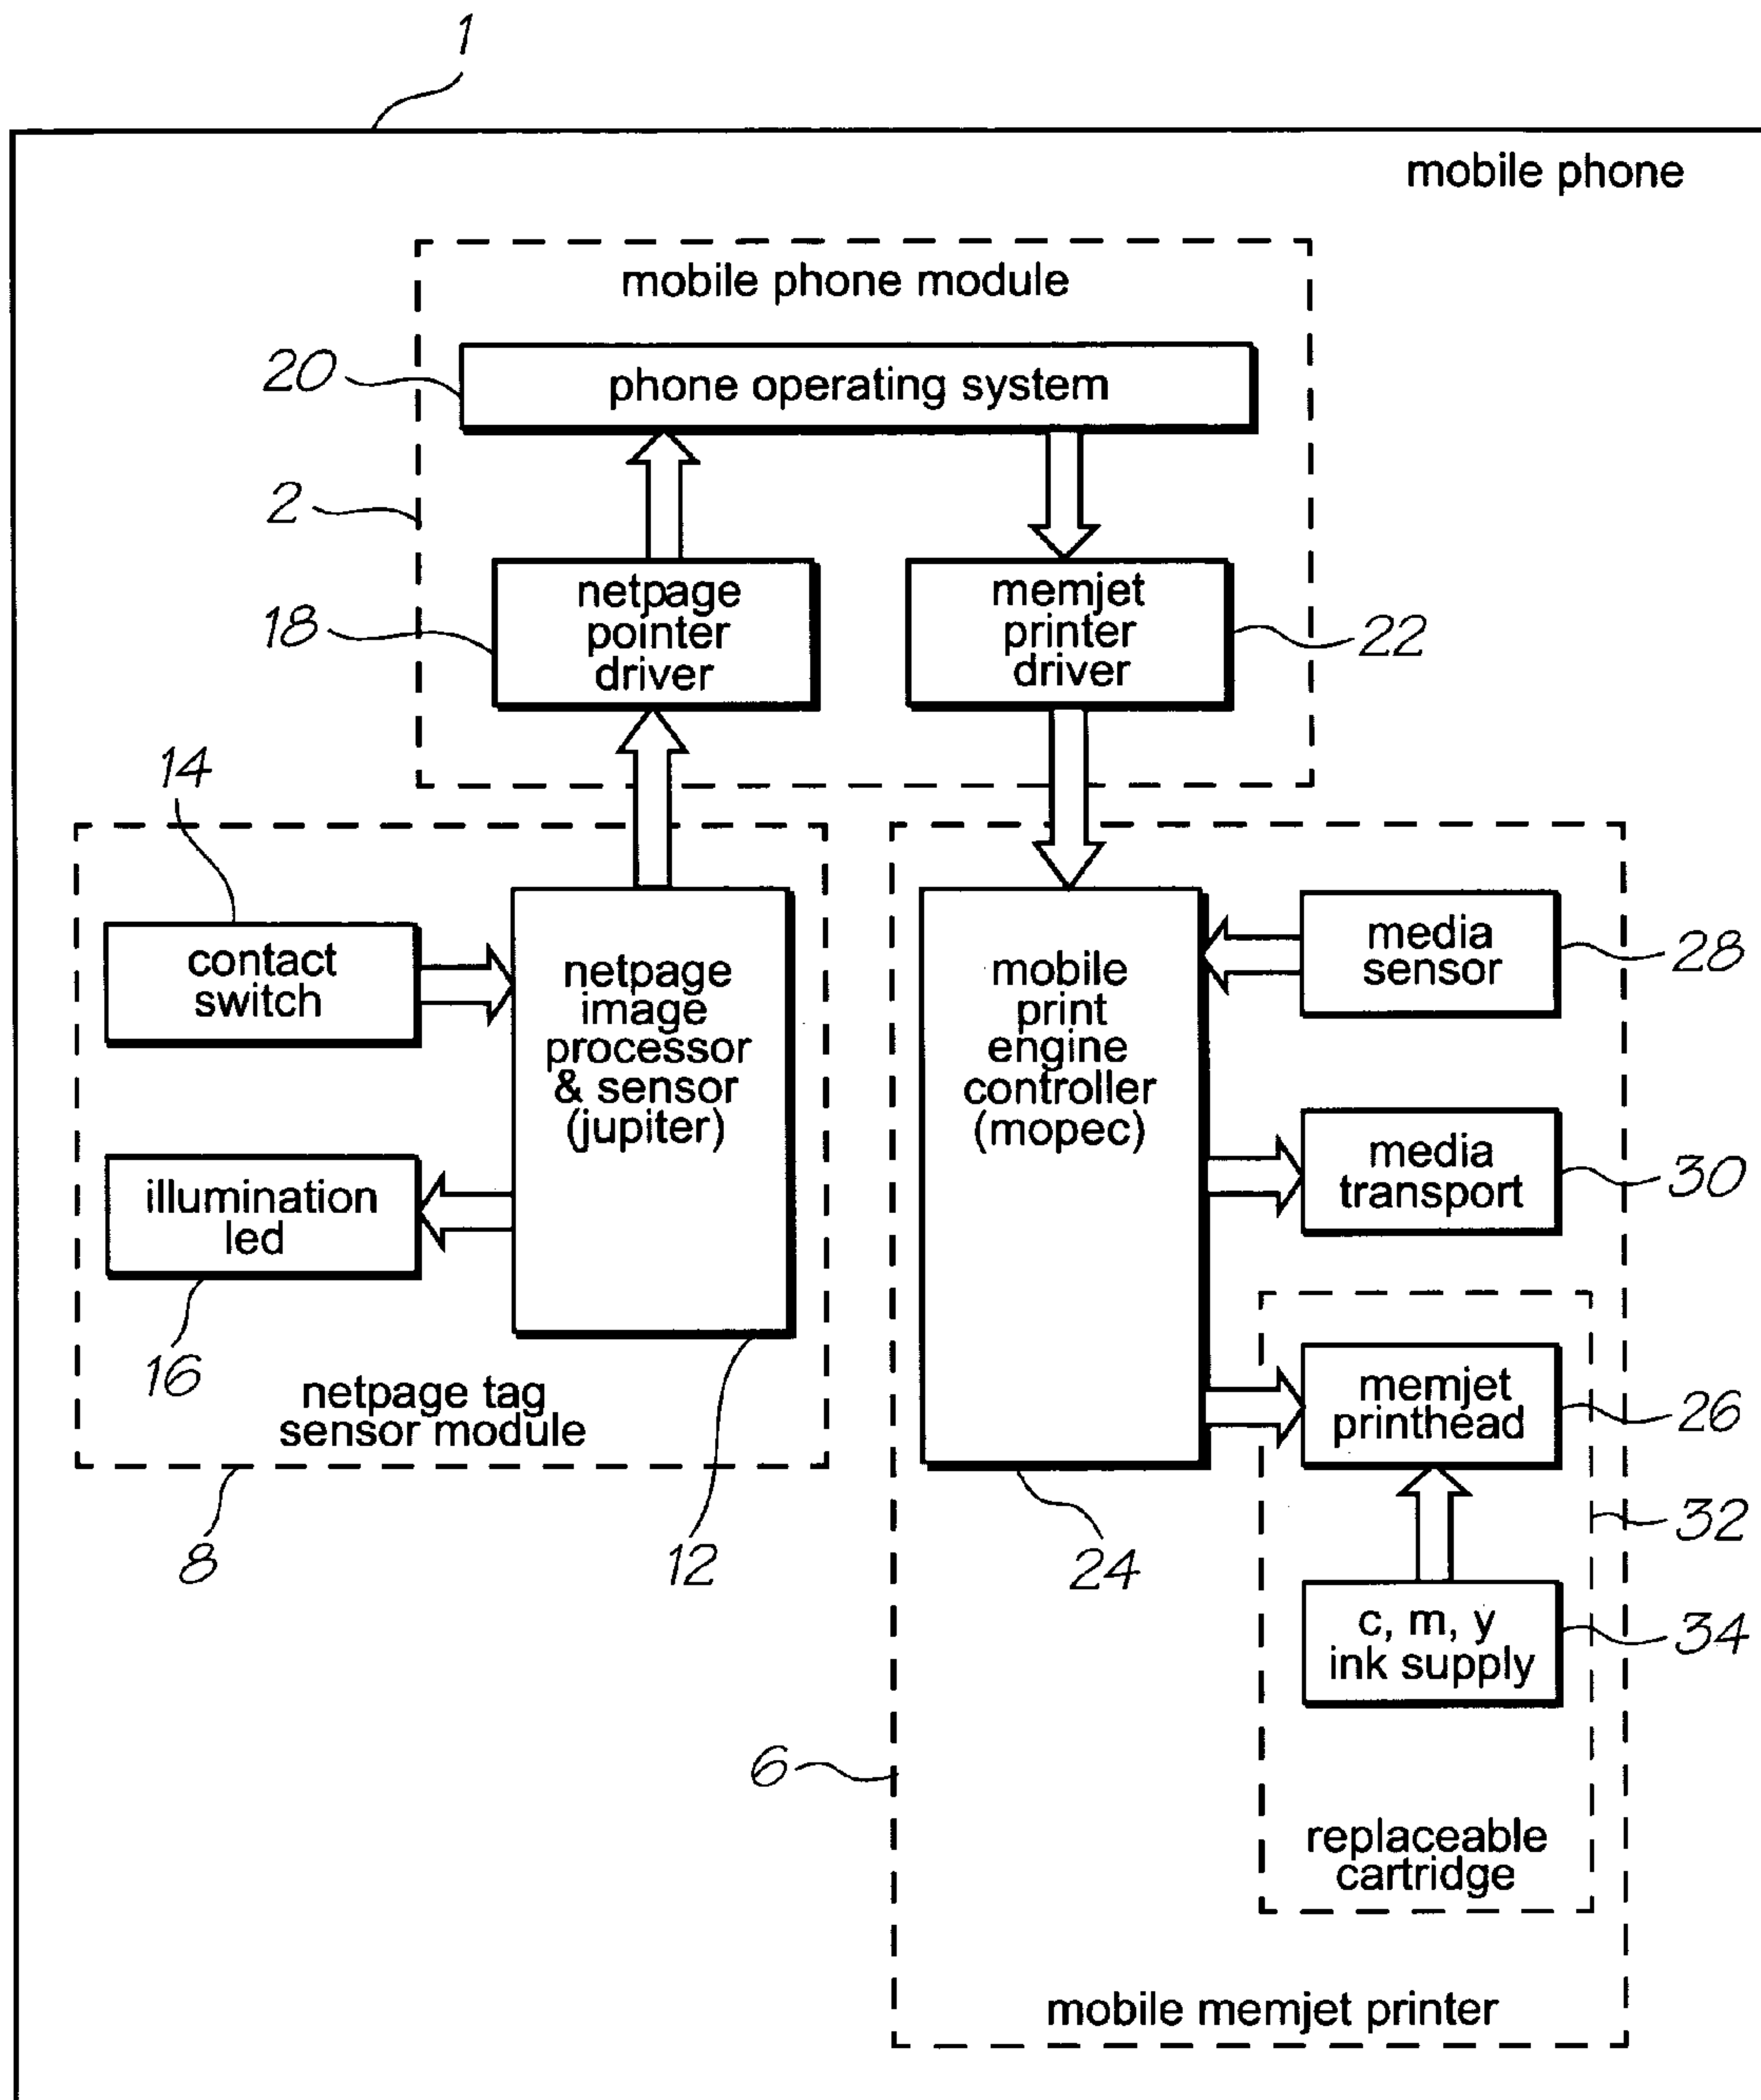 1
mobile phone
mobile phone module
20
phone operating system
2
18
netpage
pointer
driver
memjet
printer
driver
22
14
contact
switch
netpage
image
processor
& sensor
(jupiter)
illumination
led
16
netpage tag
sensor module
8
12
mobile
print
engine
controller
(mopec)
media
sensor
28
media
transport
30
memjet
printhead
26
24
32
c, m, y
ink supply
34
6
replaceable
cartridge
mobile memjet printer